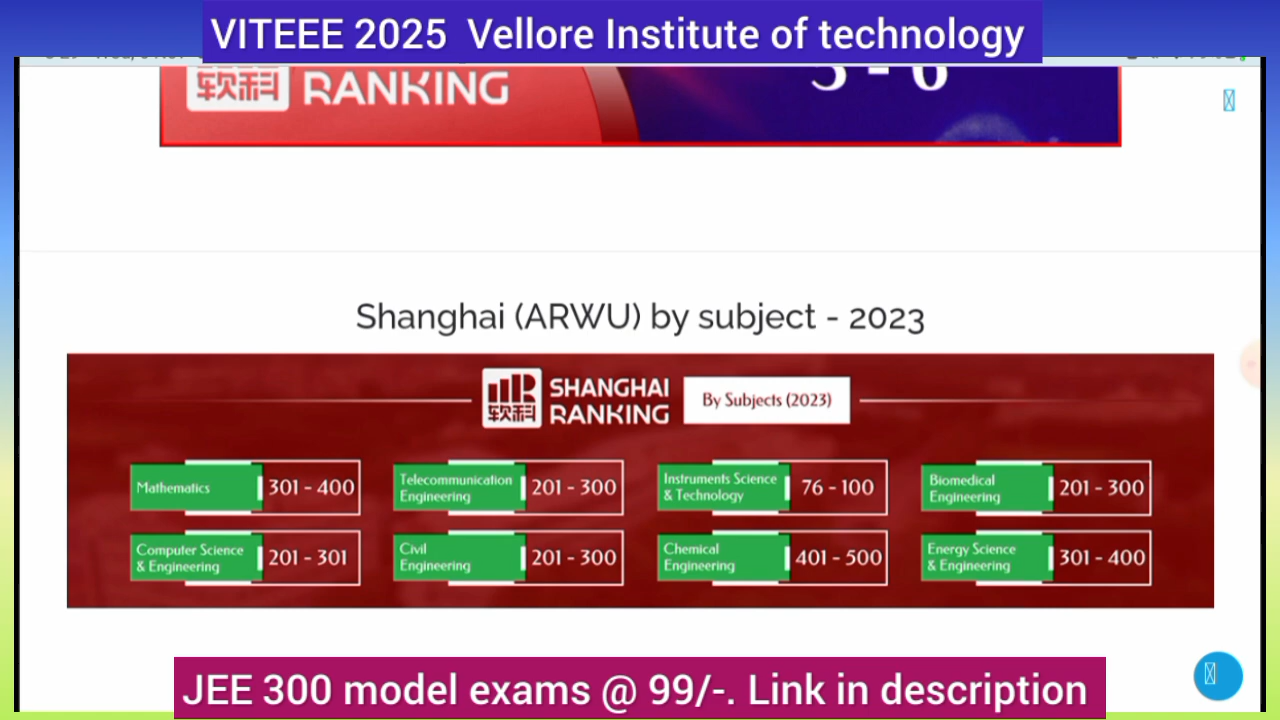 VITEEE 2025 Vellore Institute of technology
软科 RANKING
5 - 6
Shanghai (ARWU) by subject - 2023
软科
SHANGHAI
RANKING
By Subjects (2023)
Mathematics
301 - 400
Telecommunication
Engineering
201 - 300
Instruments Science
& Technology
76 - 100
Biomedical
Engineering
201 - 300
Computer Science
& Engineering
201 - 301
Civil
Engineering
201 - 300
Chemical
Engineering
401 - 500
Energy Science
& Engineering
301 - 400
JEE 300 model exams @ 99/-. Link in description